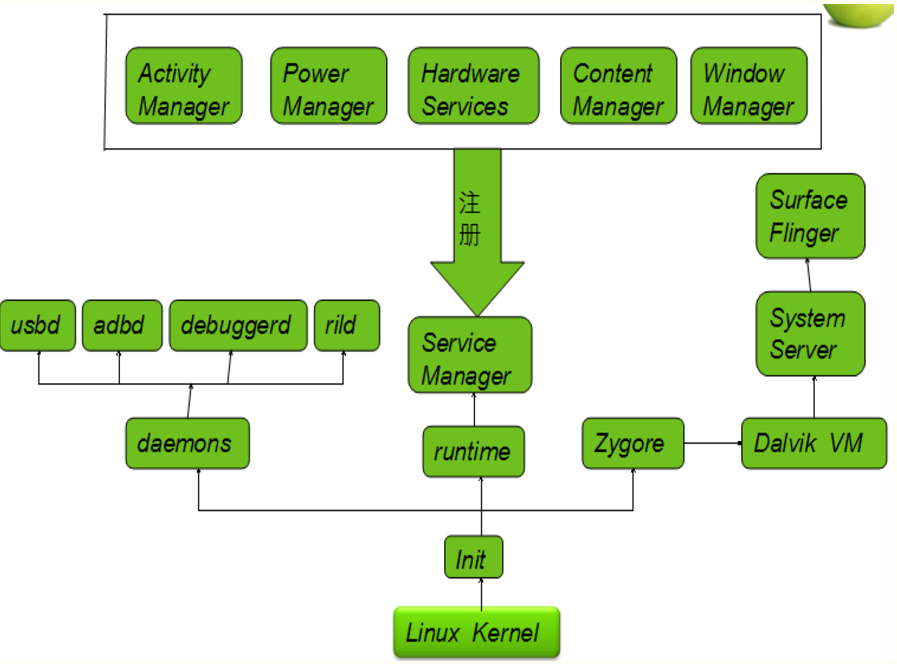 Activity
Manager
Power
Manager
Hardware
Services
Content
Manager
Window
Manager
注
册
Surface
Flinger
usbd
adbd
debuggerd
rild
Service
Manager
System
Server
daemons
runtime
Zygore
Dalvik VM
Init
Linux Kernel